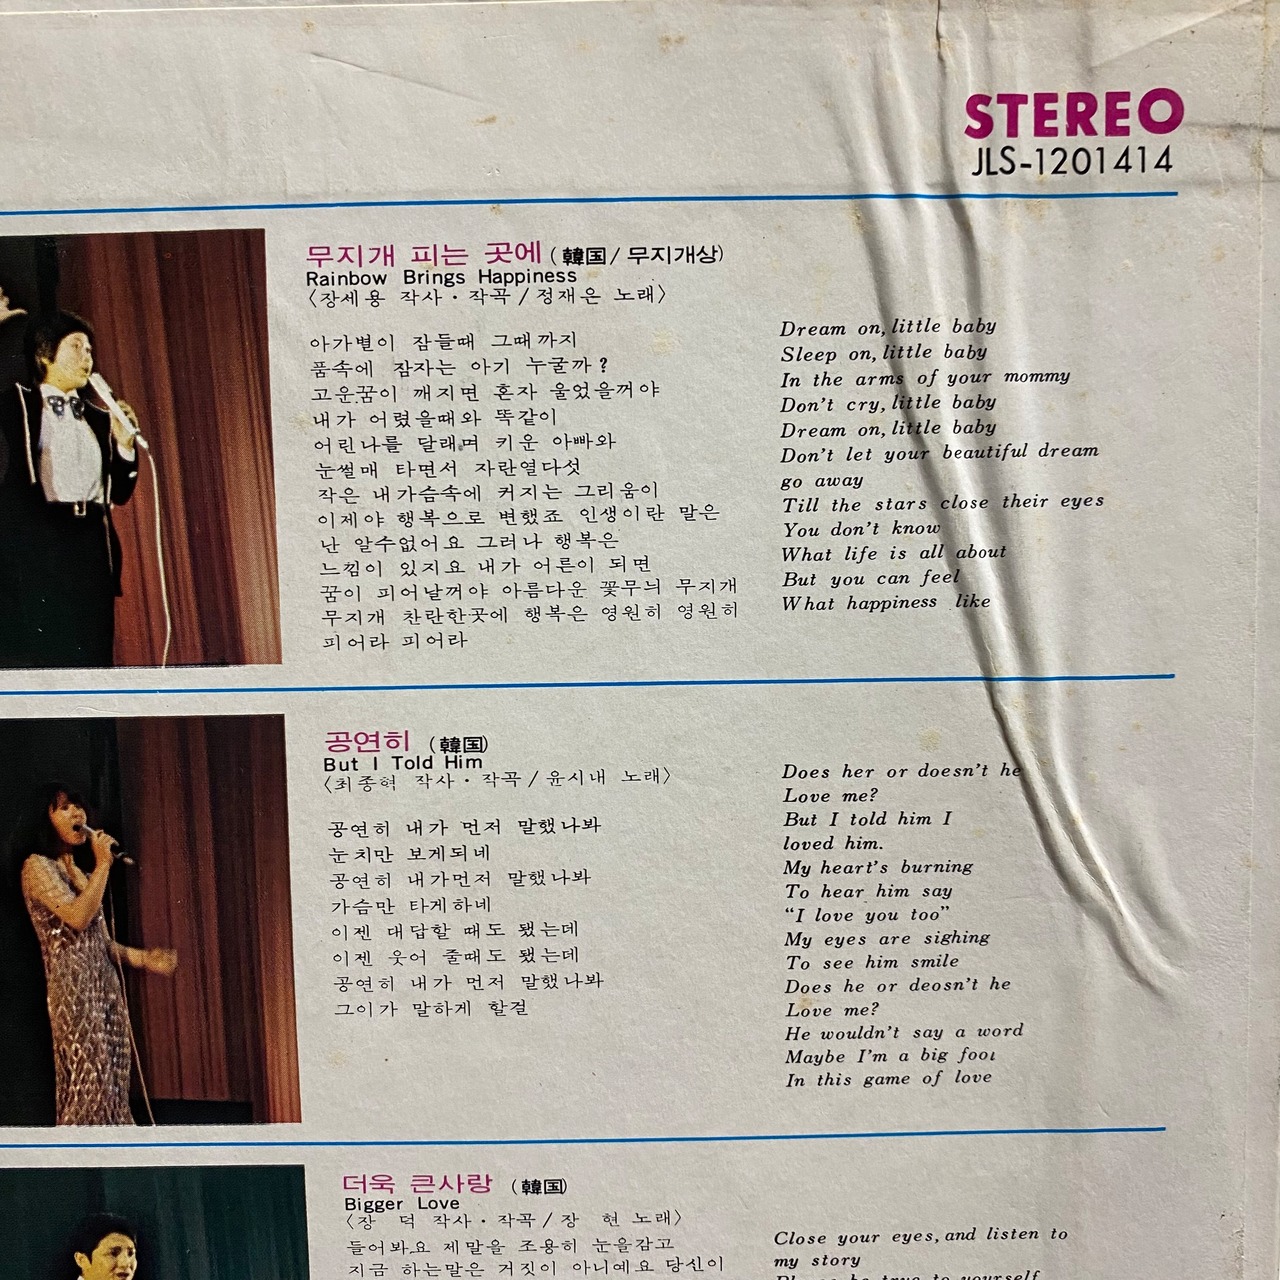 STEREO
JLS-1201414
무지개 피는 곳에 (韓国 / 무지개상)
Rainbow Brings Happiness
〈장세용 작사·작곡 / 정재은 노래〉
아가별이 잠들때 그때까지
품속에 잠자는 아기 누굴까?
고운꿈이 깨지면 혼자 울었을꺼야
내가 어렸을때와 똑같이
어린나를 달래며 키운 아빠와
눈썰매 타면서 자란열다섯
작은 내가슴속에 커지는 그리움이
이제야 행복으로 변했죠 인생이란 말은
난 알수없어요 그러나 행복은
느낌이 있지요 내가 어른이 되면
꿈이 피어날꺼야 아름다운 꽃무늬 무지개
무지개 찬란한곳에 행복은 영원히 영원히
피어라 피어라
Dream on, little baby
Sleep on, little baby
In the arms of your mommy
Don't cry, little baby
Dream on, little baby
Don't let your beautiful dream
go away
Till the stars close their eyes
You don't know
What life is all about
But you can feel
What happiness like
공연히 (韓国)
But I Told Him
〈최종혁 작사·작곡 / 윤시내 노래〉
공연히 내가 먼저 말했나봐
눈치만 보게되네
공연히 내가먼저 말했나봐
가슴만 타게하네
이젠 대답할 때도 됐는데
이젠 웃어 줄때도 됐는데
공연히 내가 먼저 말했나봐
그이가 말하게 할걸
Does her or doesn't he
Love me?
But I told him I
loved him.
My heart's burning
To hear him say
"I love you too"
My eyes are sighing
To see him smile
Does he or deosn't he
Love me?
He wouldn't say a word
Maybe I'm a big foot
In this game of love
더욱 큰사랑 (韓国)
Bigger Love
〈장 덕 작사·작곡 / 장 현 노래〉
들어봐요 제말을 조용히 눈을감고
지금 하는말은 거짓이 아니예요 당신이
Close your eyes, and listen to
my story
Please be true to yourself